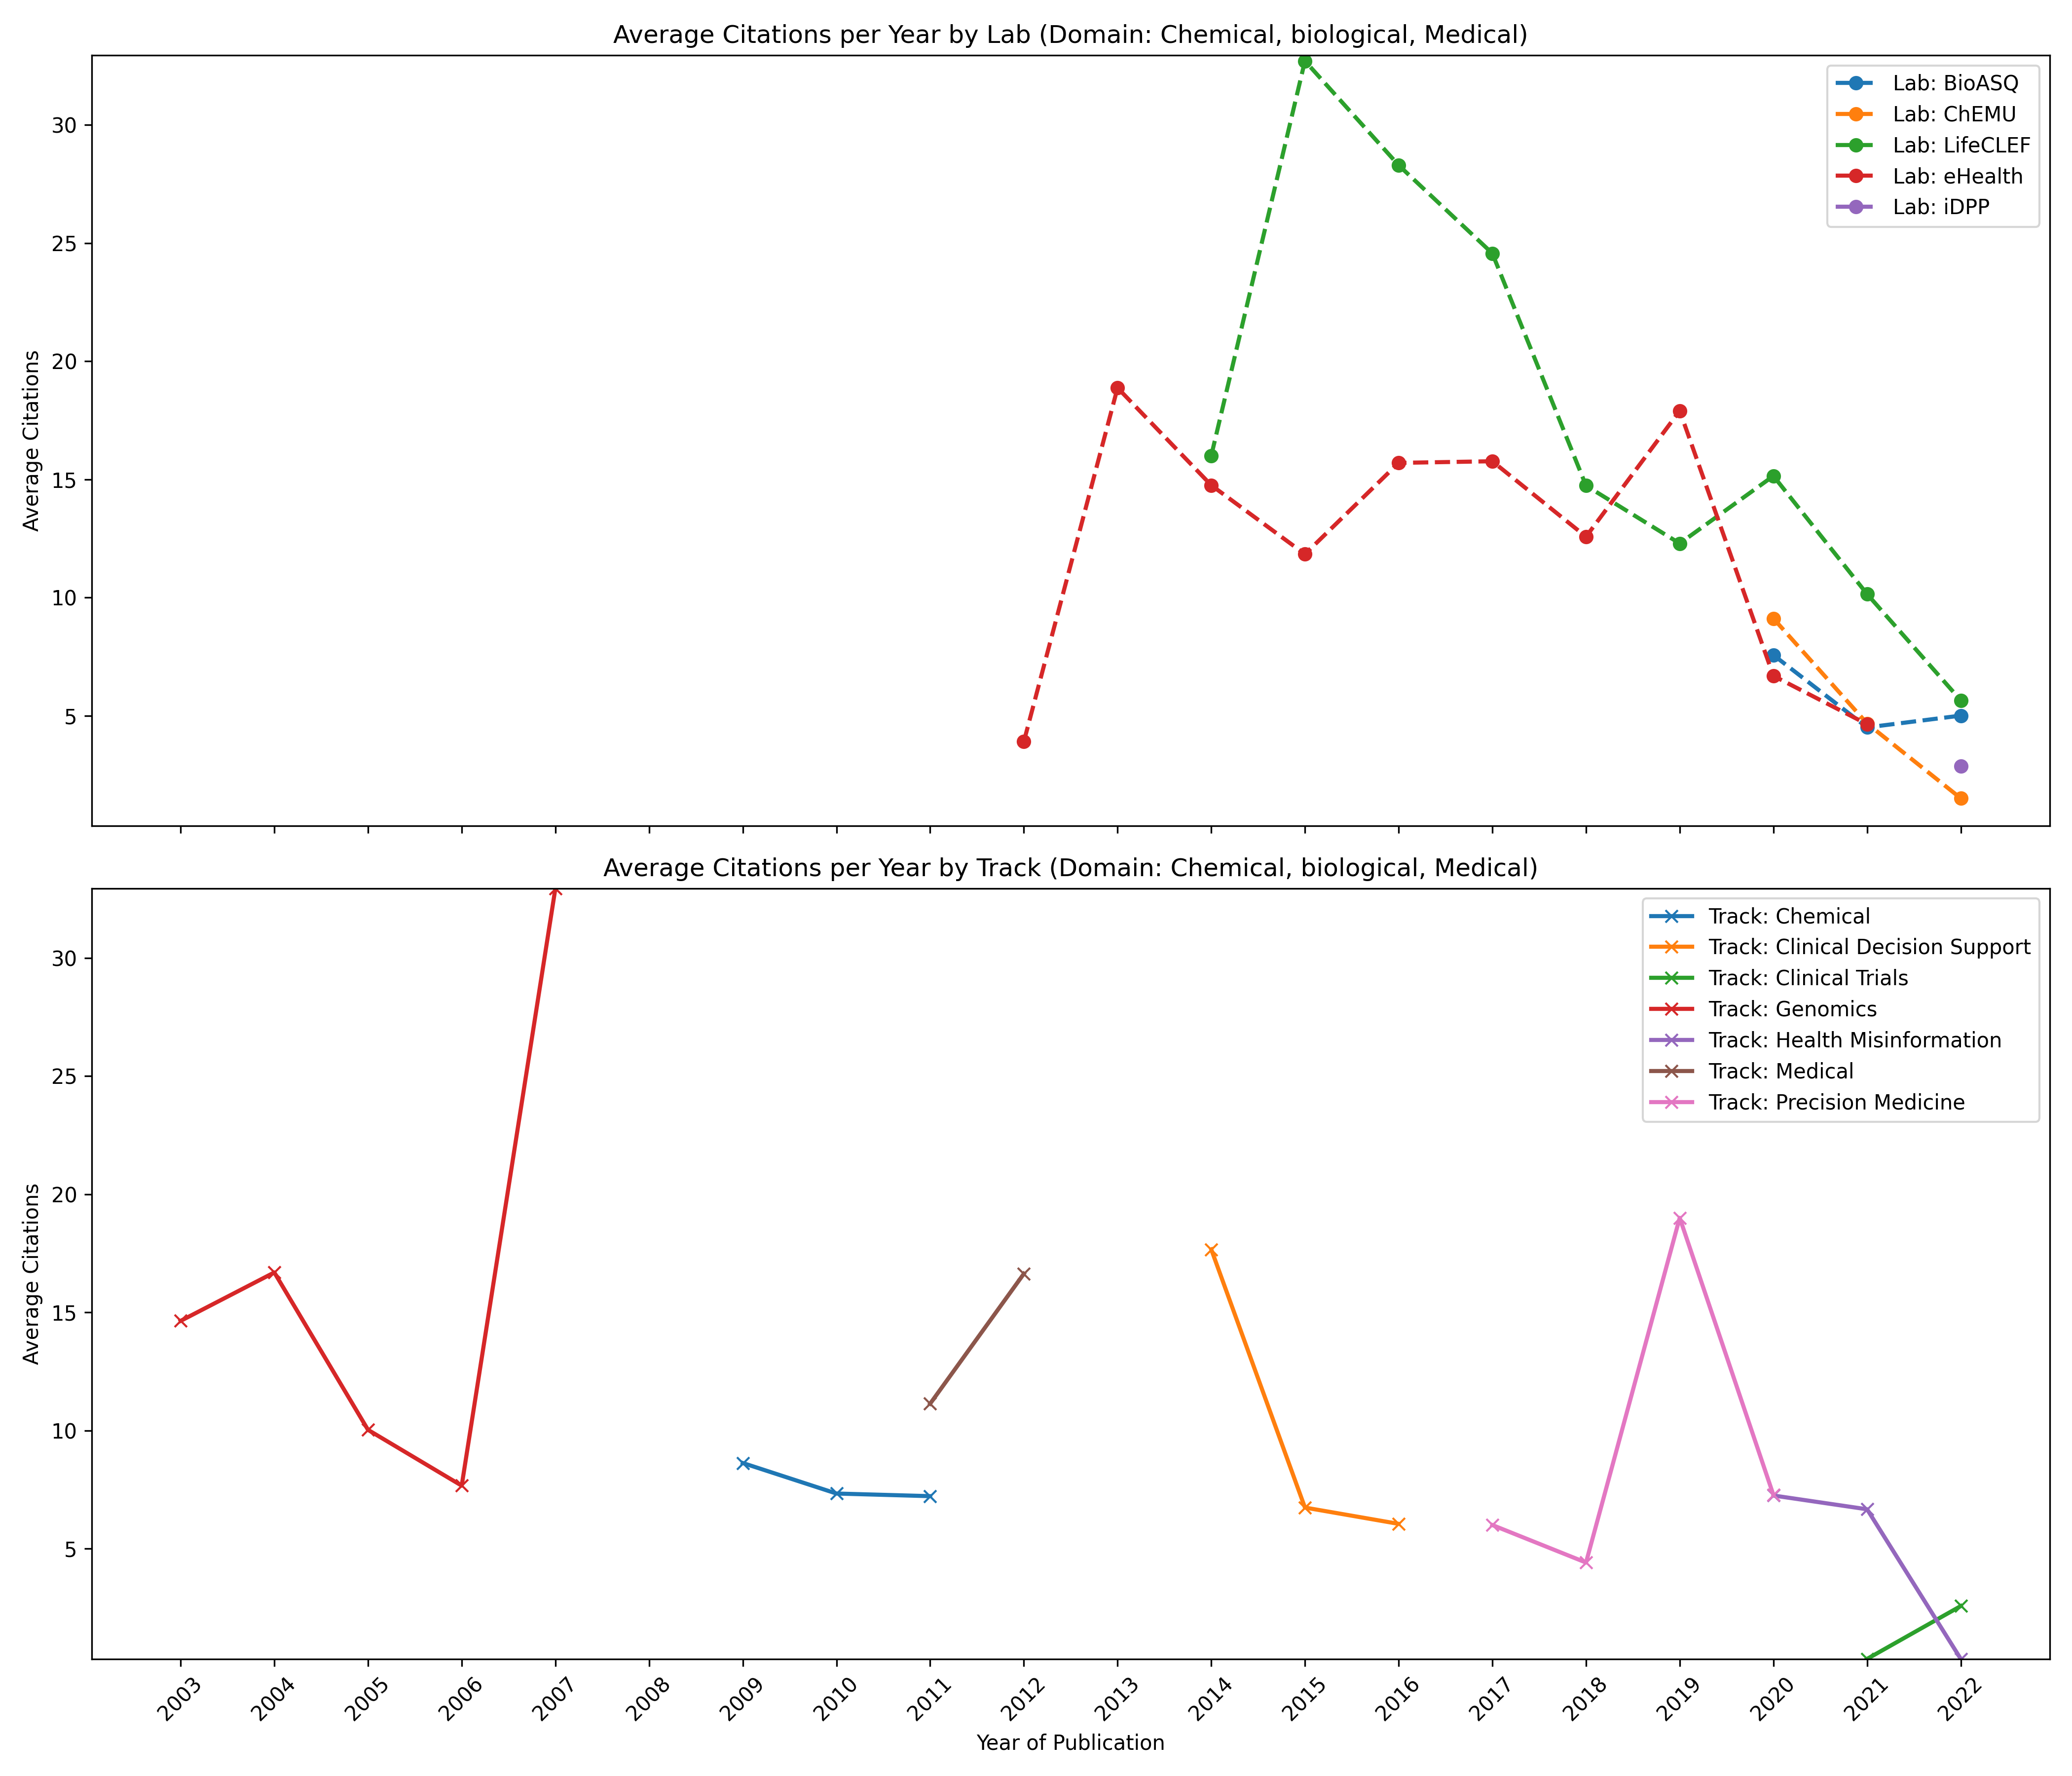 Average Citations per Year by Lab (Domain: Chemical, biological, Medical)
Average Citations
30
25
20
15
10
5
Lab: BioASQ
Lab: ChEMU
Lab: LifeCLEF
Lab: eHealth
Lab: iDPP
Average Citations per Year by Track (Domain: Chemical, biological, Medical)
Average Citations
30
25
20
15
10
5
Track: Chemical
Track: Clinical Decision Support
Track: Clinical Trials
Track: Genomics
Track: Health Misinformation
Track: Medical
Track: Precision Medicine
2003 2004 2005 2006 2007 2008 2009 2010 2011 2012 2013 2014 2015 2016 2017 2018 2019 2020 2021 2022
Year of Publication